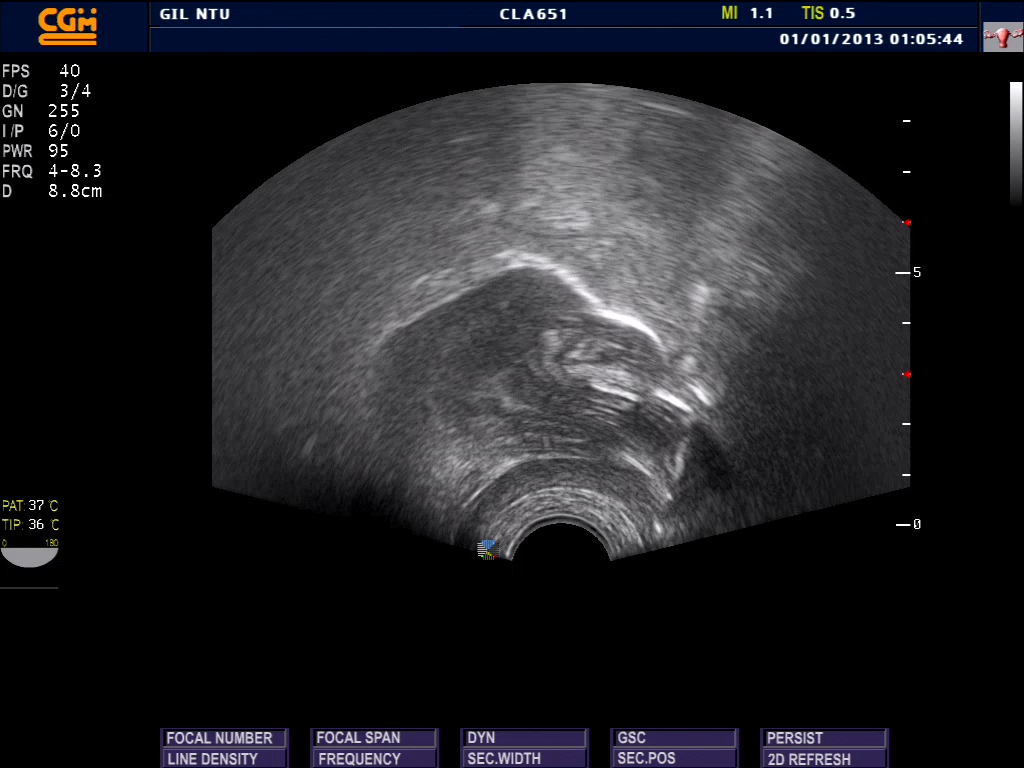 CGM
GIL NTU CLA651 MI 1.1 TIS 0.5
01/01/2013 01:05:44
FPS 40
D/G 3/4
GN 255
I/P 6/0
PWR 95
FRQ 4-8.3
D 8.8cm
5
PAT: 37 °C
TIP: 36 °C
0 180
0
FOCAL NUMBER FOCAL SPAN DYN GSC PERSIST
LINE DENSITY FREQUENCY SEC.WIDTH SEC.POS 2D REFRESH